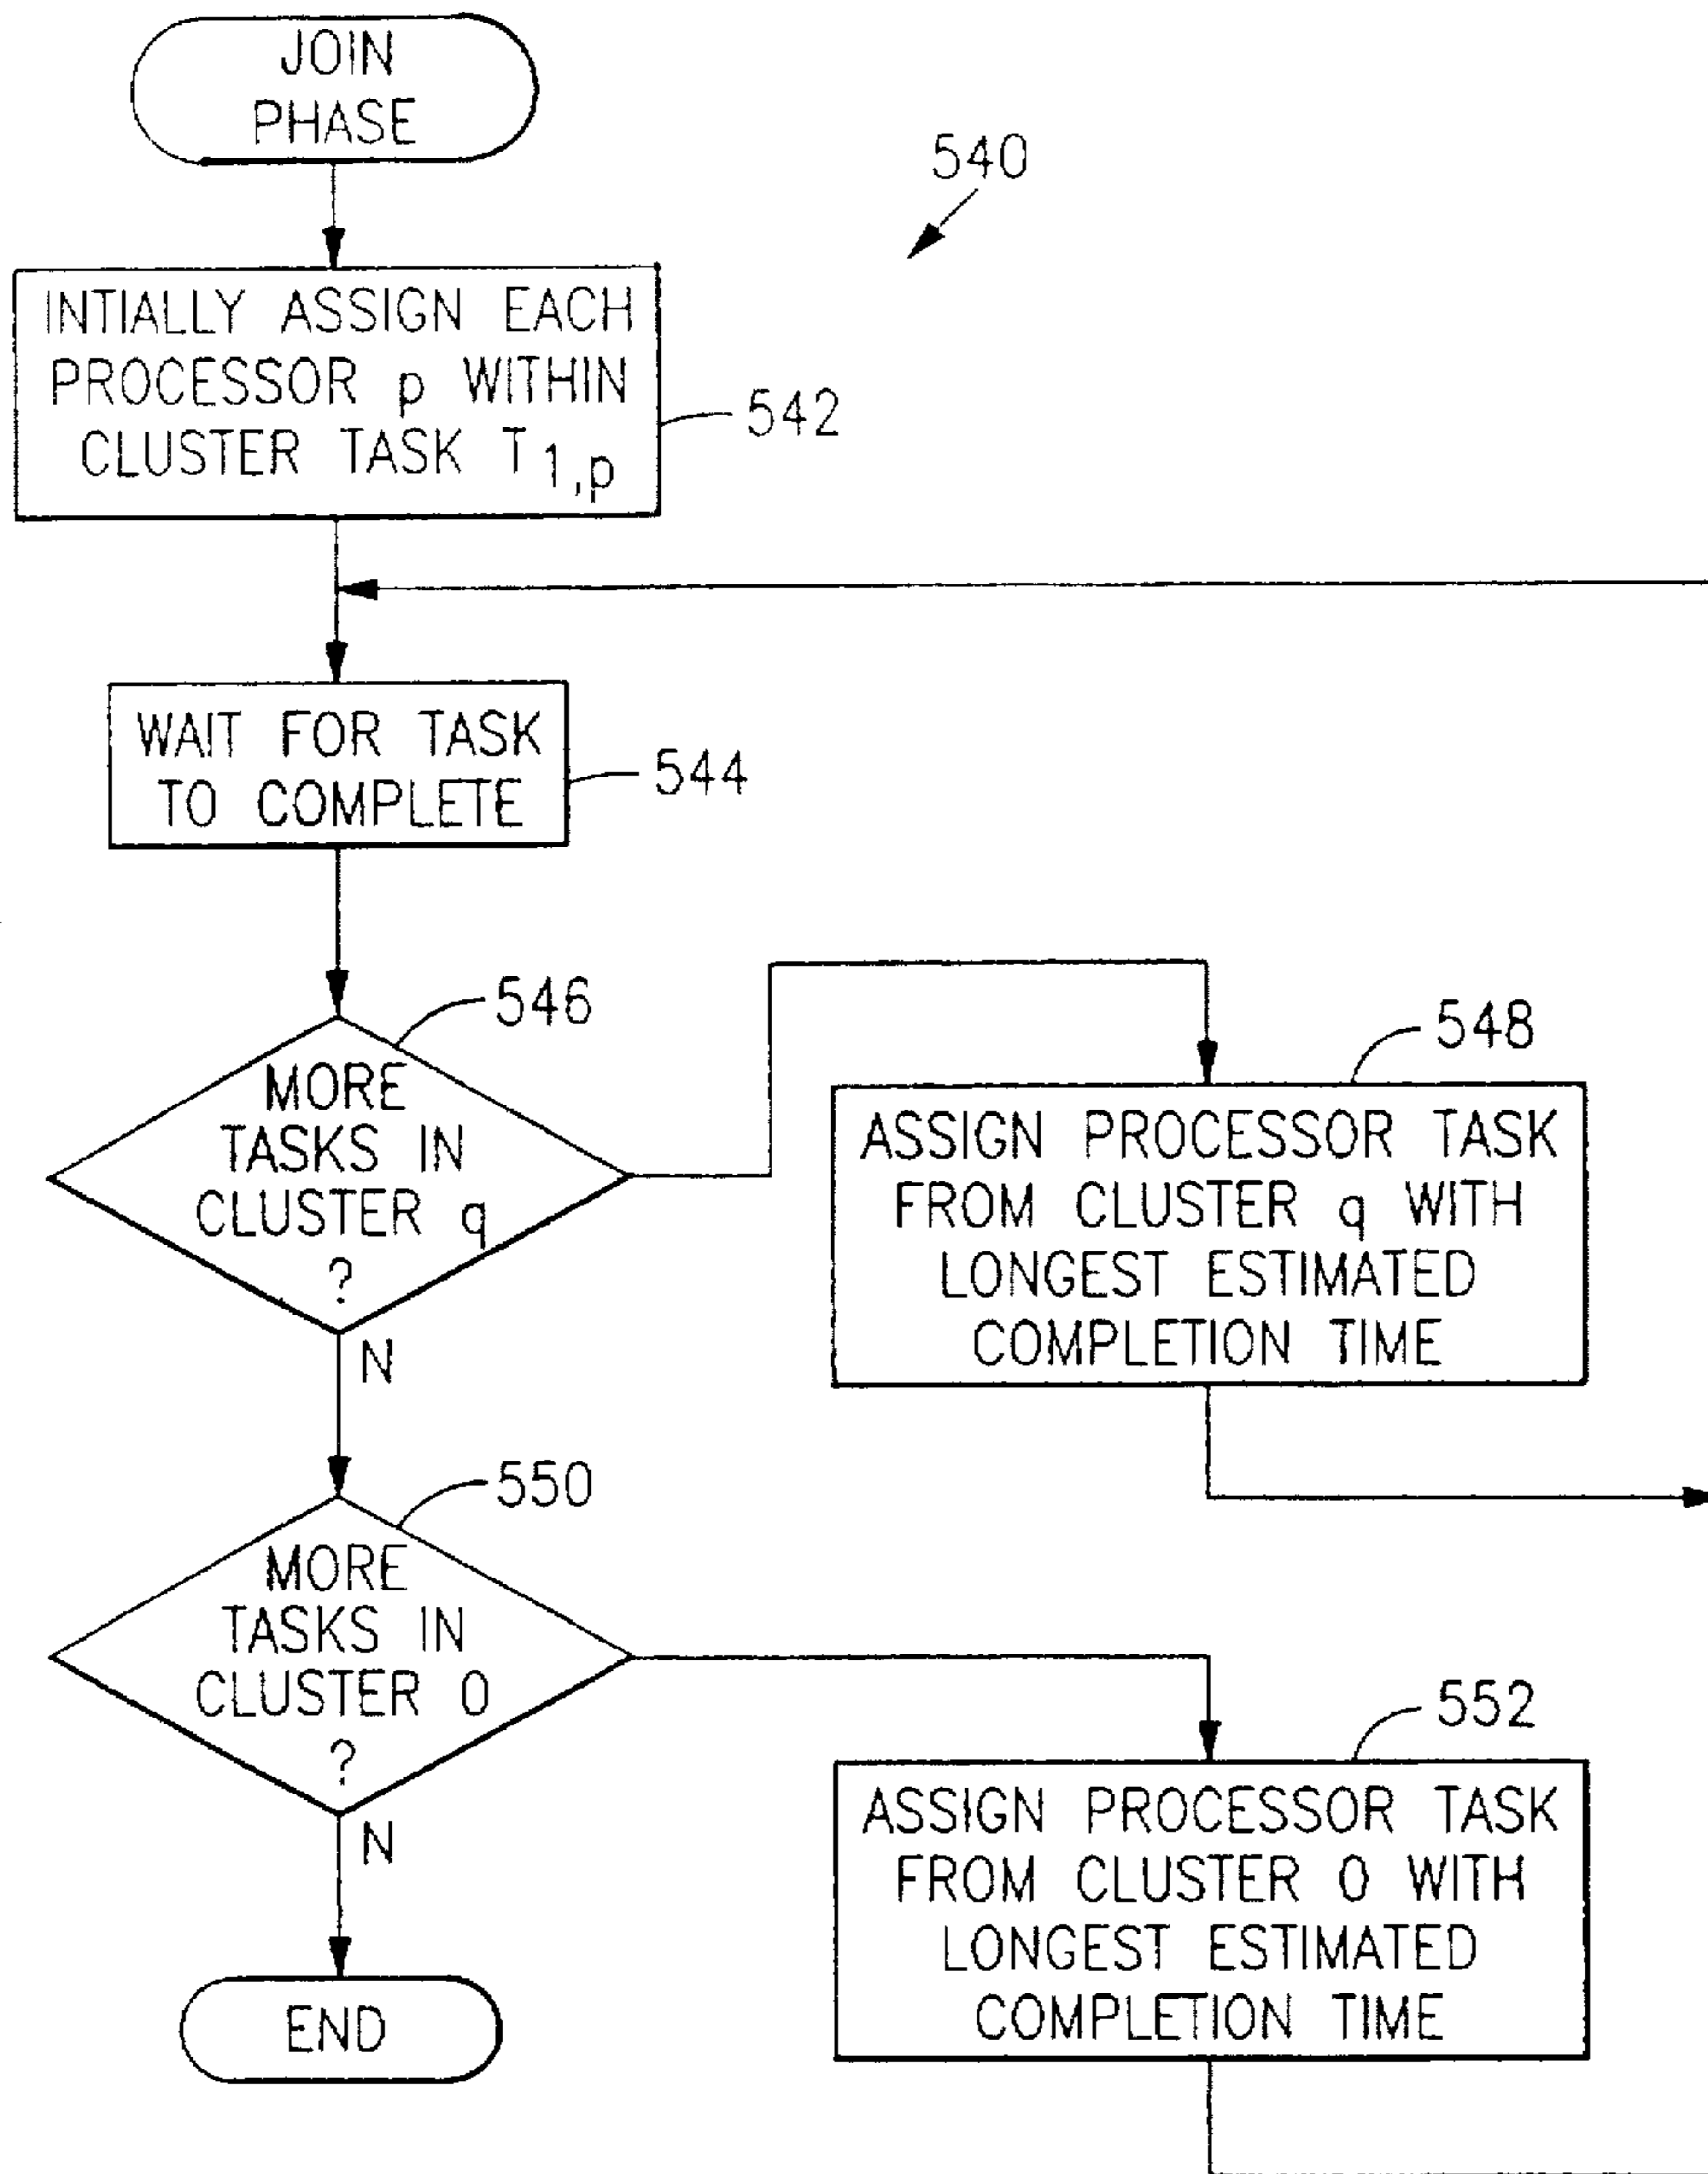 JOIN
PHASE
540
INTIALLY ASSIGN EACH
PROCESSOR p WITHIN
CLUSTER TASK T 1,p
542
WAIT FOR TASK
TO COMPLETE
544
546
MORE
TASKS IN
CLUSTER q
?
N
548
ASSIGN PROCESSOR TASK
FROM CLUSTER q WITH
LONGEST ESTIMATED
COMPLETION TIME
550
MORE
TASKS IN
CLUSTER 0
?
N
552
ASSIGN PROCESSOR TASK
FROM CLUSTER 0 WITH
LONGEST ESTIMATED
COMPLETION TIME
END